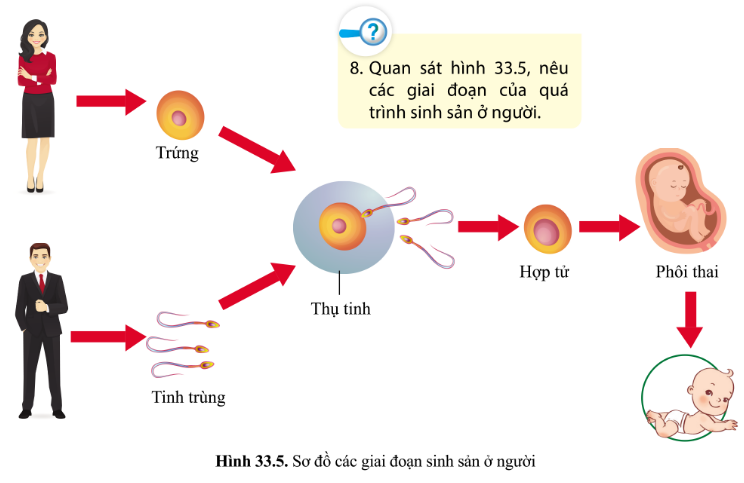 ?
8. Quan sát hình 33.5, nêu
các giai đoạn của quá
trình sinh sản ở người.
Trứng
Thụ tinh
Hợp tử
Phôi thai
Tinh trùng
Hình 33.5. Sơ đồ các giai đoạn sinh sản ở người